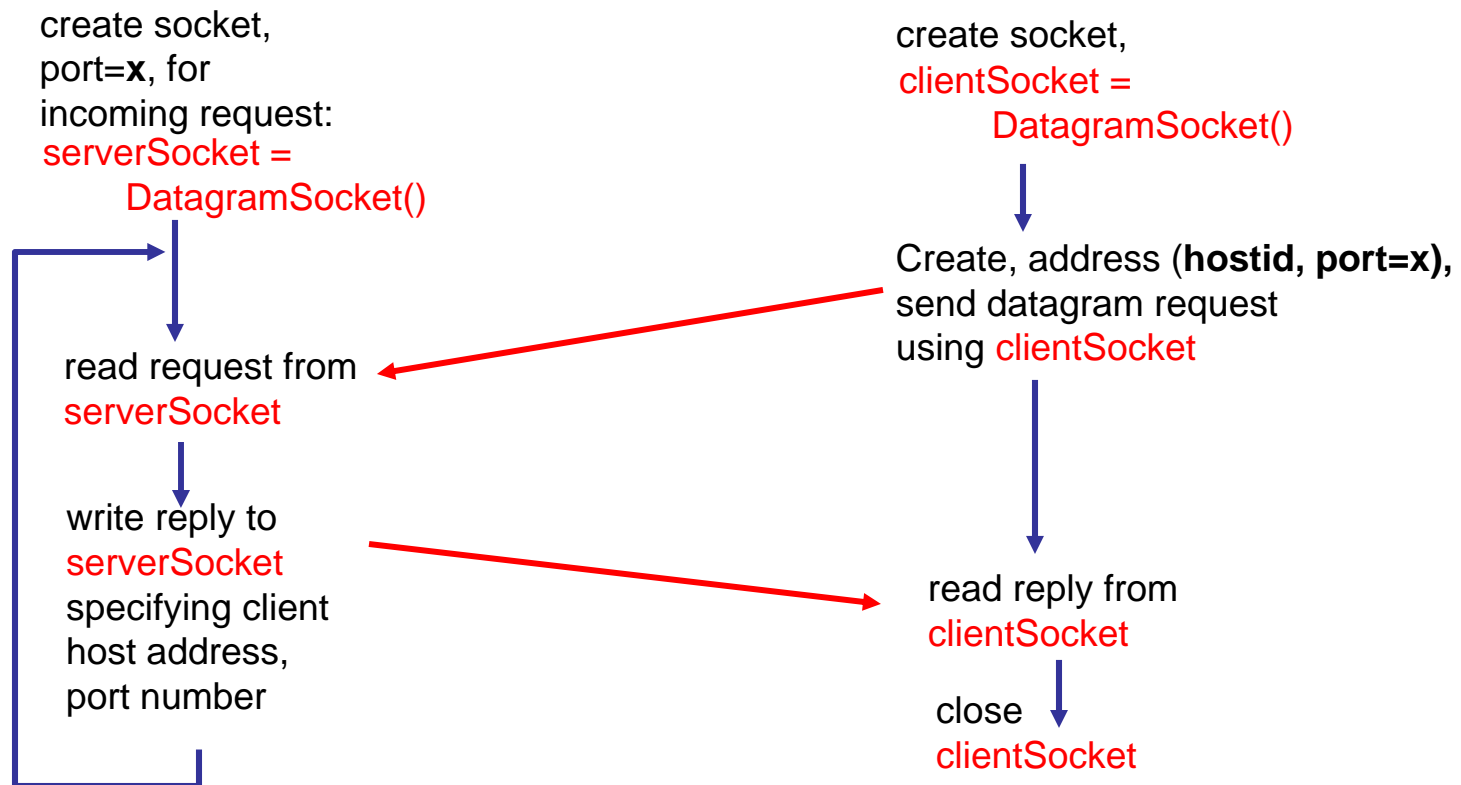 create socket,
port=x, for
incoming request:
serverSocket =
DatagramSocket()
read request from
serverSocket
write reply to
serverSocket
specifying client
host address,
port number
create socket,
clientSocket =
DatagramSocket()
Create, address (hostid, port=x),
send datagram request
using clientSocket
read reply from
clientSocket
close
clientSocket